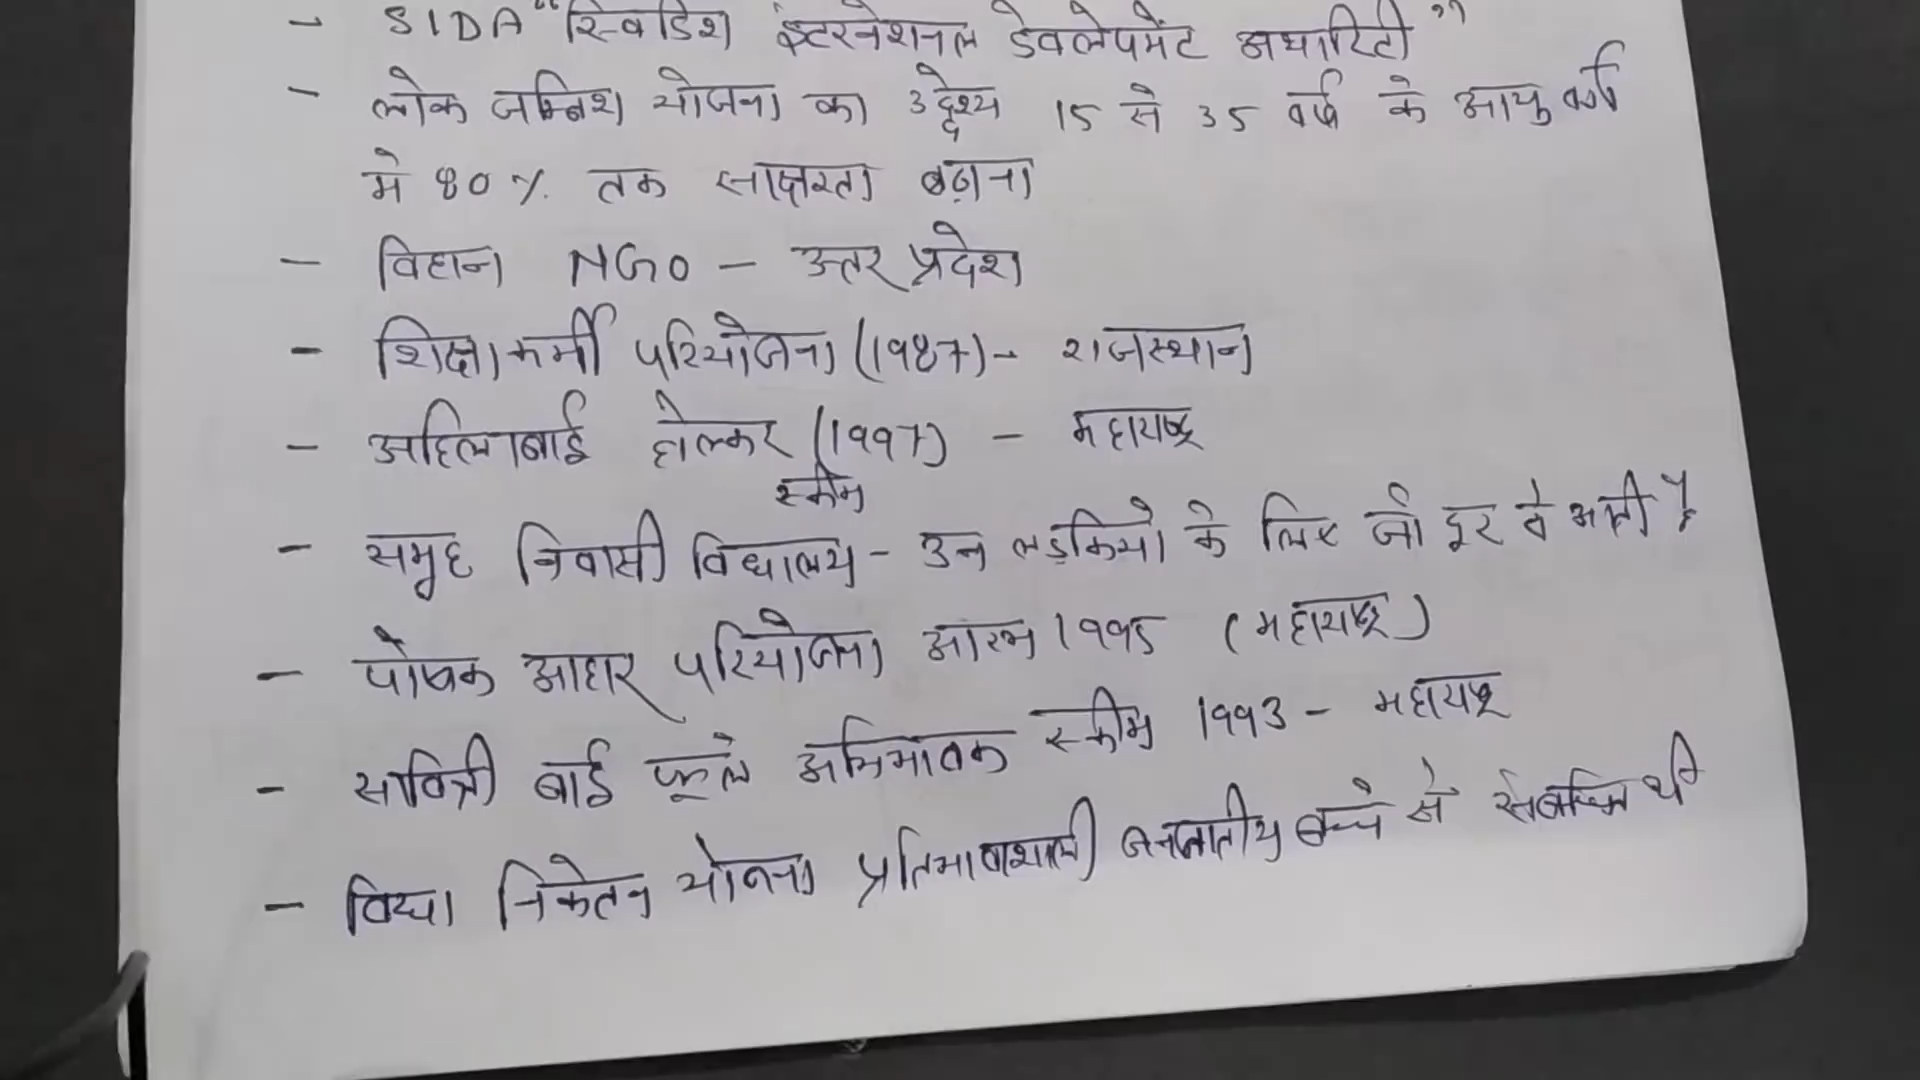 - SIDA "स्विडिश इंटरनेशनल डेवलेपमेंट अथारिटी"
- लोक जम्बिश योजना का उद्देश्य 15 से 35 वर्ष के आयु वर्ग
मे 80% तक साक्षरता बढ़ाना
- विहान NGO - उत्तर प्रदेश
- शिक्षाकर्मी परियोजना (1987)- राजस्थान
- अहिलाबाई होल्कर (1997) - महाराष्ट्र
स्कीम
- समूह निवासी विद्यालय - उन लड़कियो के लिए जो दूर से आती है
- पोषक आहार परियोजना आरम्भ 1995 (महाराष्ट्र)
- सावित्री बाई फूले अभिभावक स्कीम 1993 - महाराष्ट्र
- विद्या निकेतन योजना प्रतिभाषाशाली जनजातीय बच्चे से संबन्धित थी